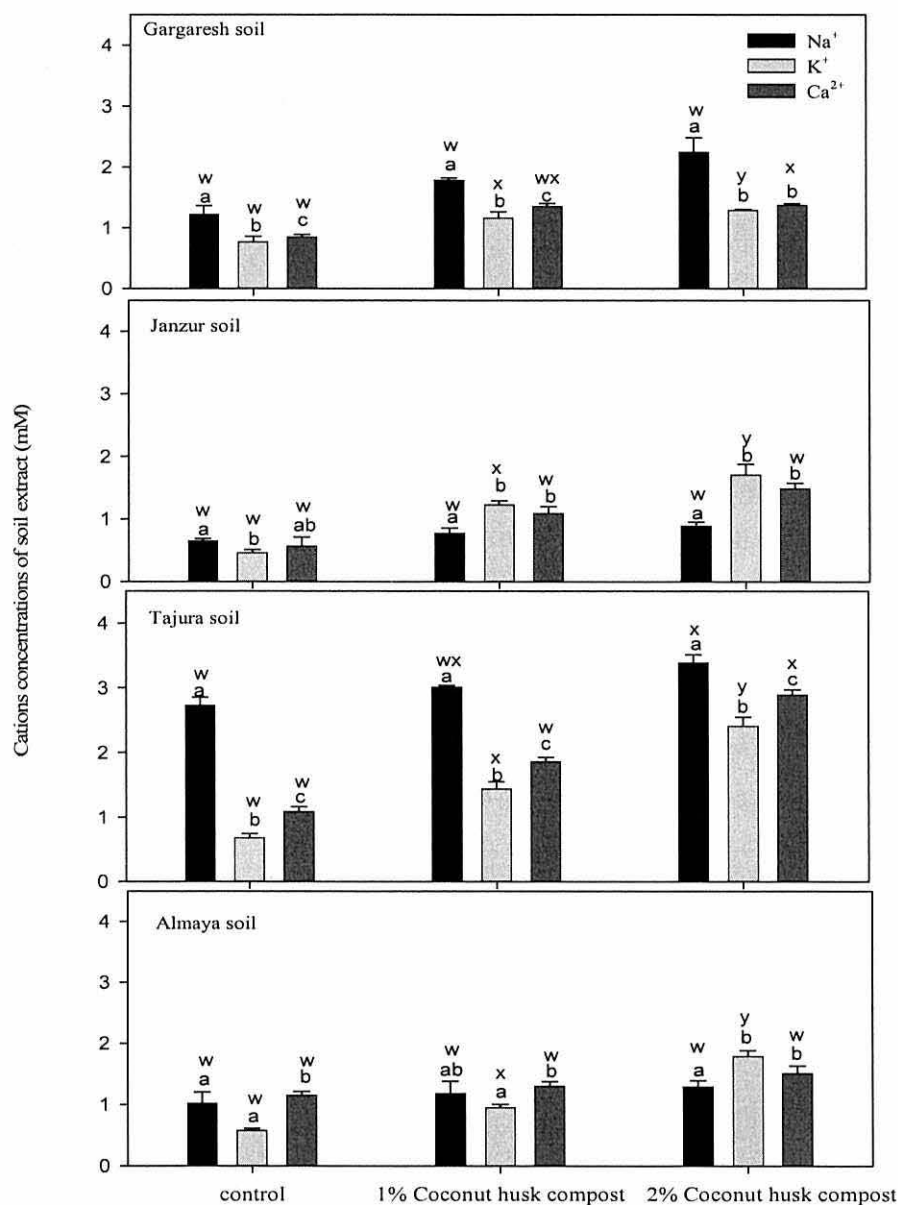 Cations concentrations of soil extract (mM)
Gargaresh soil
Na⁺
K⁺
Ca²⁺
4
3
2
1
0
w w w
a b c
w x wx
a b c
w y x
a b b
Janzur soil
4
3
2
1
0
w w w
a b ab
w x w
a b b
w y w
a b b
Tajura soil
4
3
2
1
0
w w w
a b c
wx x w
a b c
x y x
a b c
Almaya soil
4
3
2
1
0
w w w
a a b
w x w
ab a b
w y w
a b b
control 1% Coconut husk compost 2% Coconut husk compost